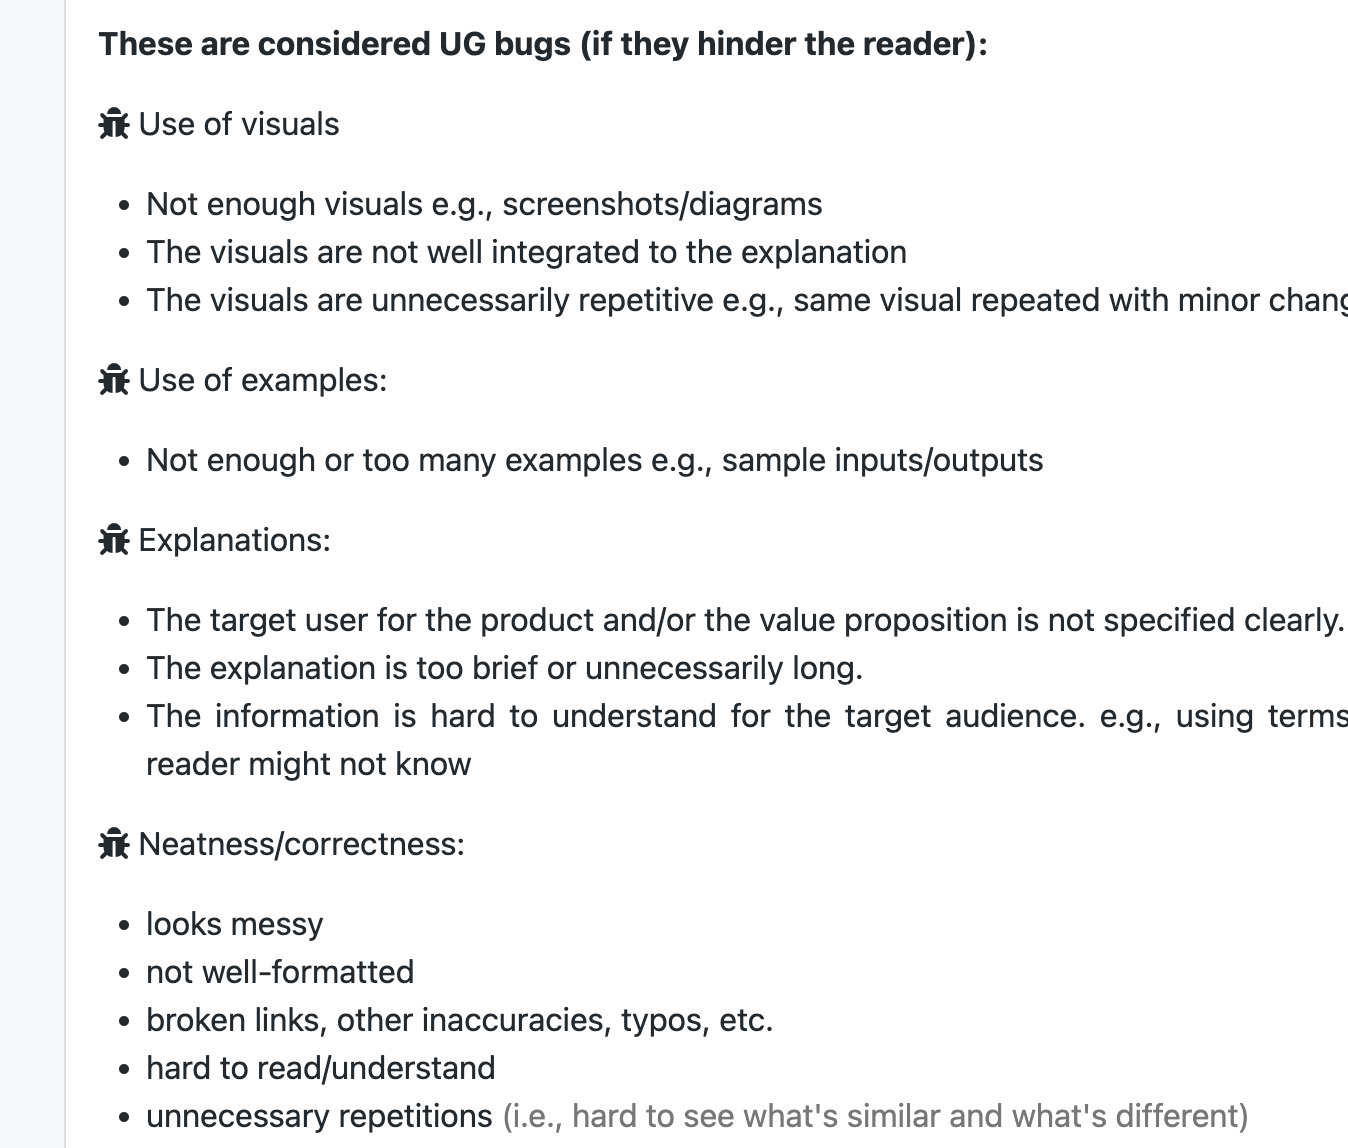 These are considered UG bugs (if they hinder the reader):
Use of visuals
• Not enough visuals e.g., screenshots/diagrams
• The visuals are not well integrated to the explanation
• The visuals are unnecessarily repetitive e.g., same visual repeated with minor
Use of examples:
• Not enough or too many examples e.g., sample inputs/outputs
Explanations:
• The target user for the product and/or the value proposition is not specified clearly.
• The explanation is too brief or unnecessarily long.
• The information is hard to understand for the target audience. e.g., using terms
reader might not know
Neatness/correctness:
• looks messy
• not well-formatted
• broken links, other inaccuracies, typos, etc.
• hard to read/understand
• unnecessary repetitions (i.e., hard to see what's similar and what's different)